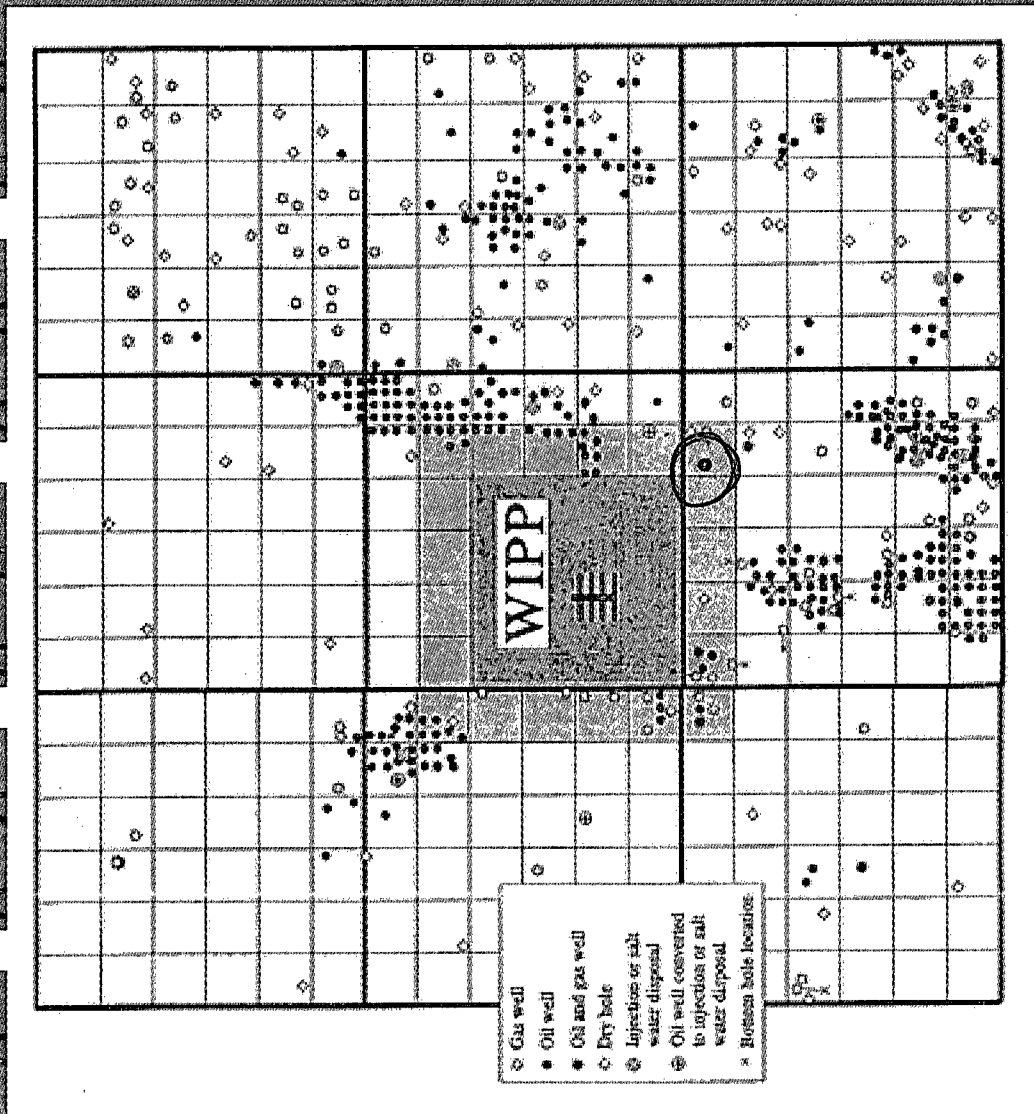 WIPP
Gas well
Oil well
Oil and gas well
Dry hole
Injection or salt
water disposal
Oil well converted
to injection or salt
water disposal
Bottom hole location